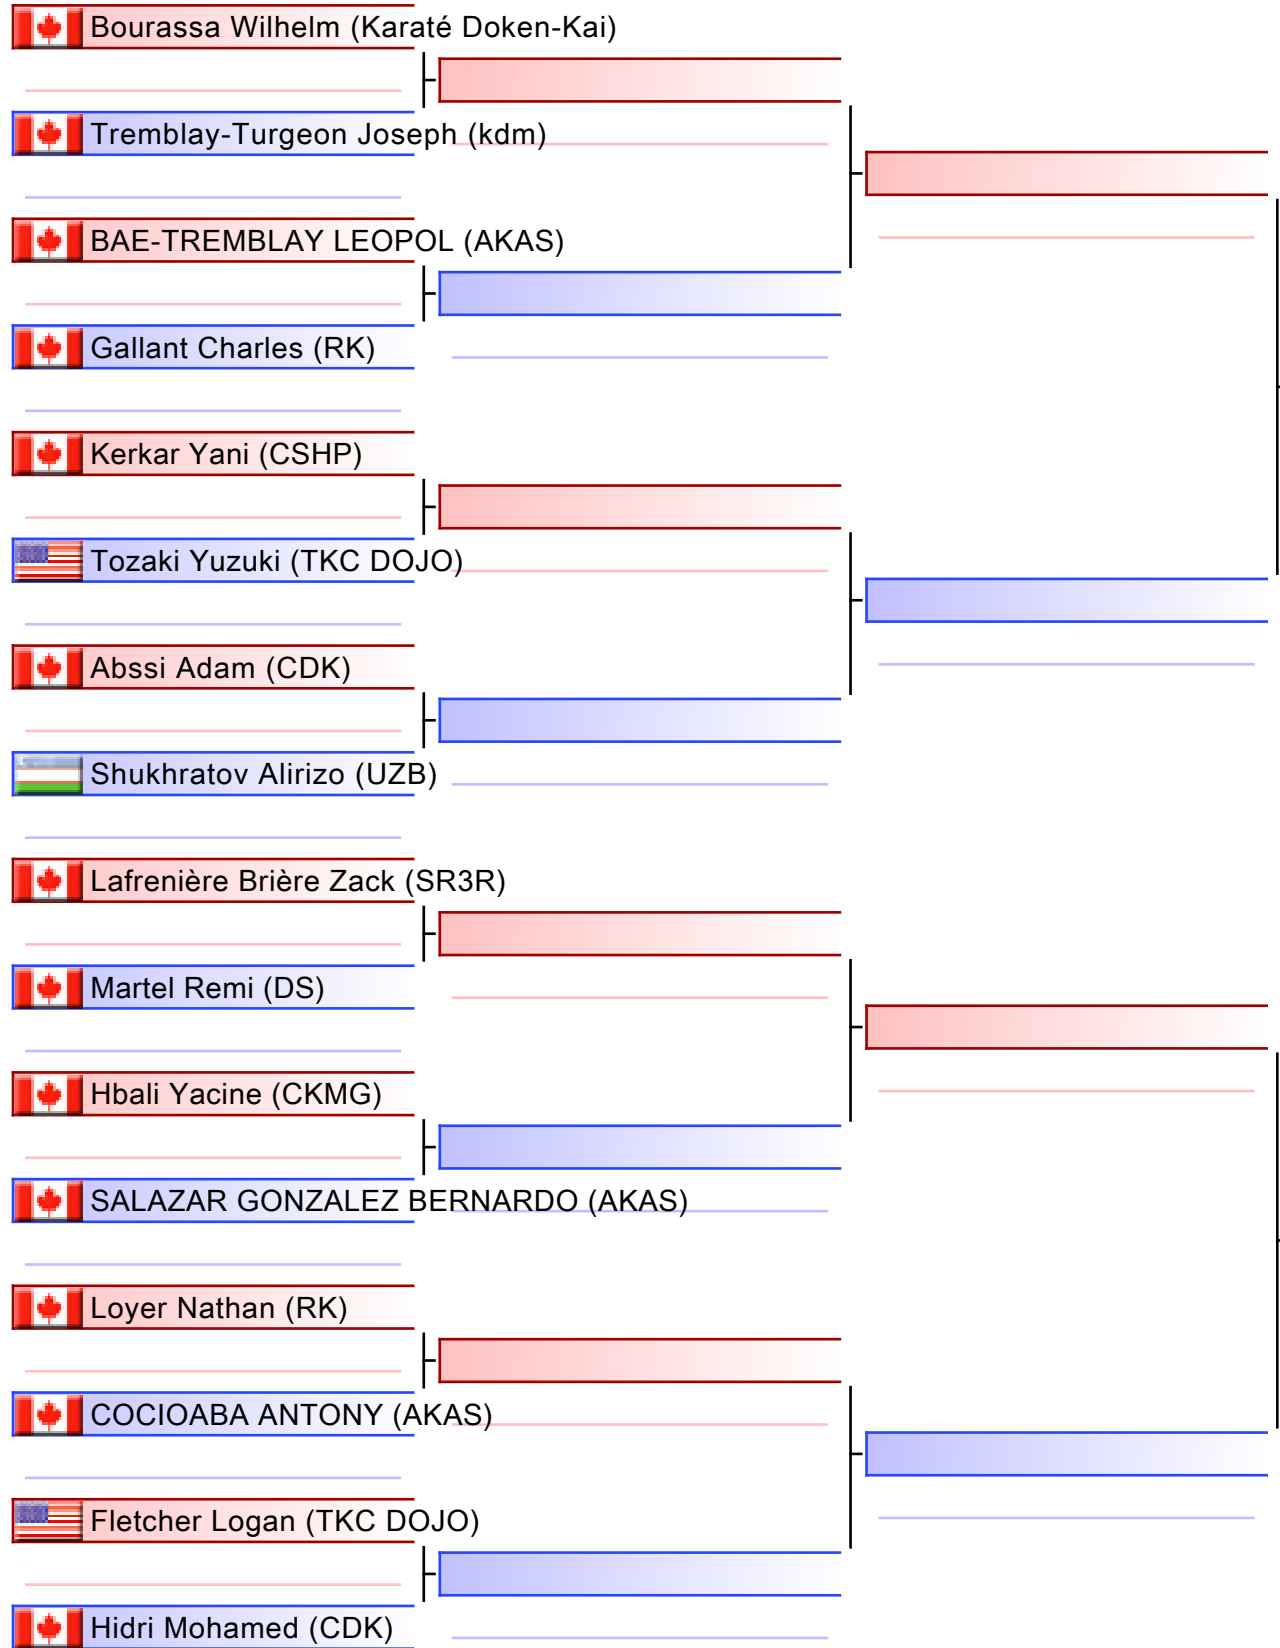 Bourassa Wilhelm (Karaté Doken-Kai)
Tremblay-Turgeon Joseph (kdm)
BAE-TREMBLAY LEOPOL (AKAS)
Gallant Charles (RK)
Kerkar Yani (CSHP)
Tozaki Yuzuki (TKC DOJO)
Abssi Adam (CDK)
Shukhratov Alirizo (UZB)
Lafrenière Brière Zack (SR3R)
Martel Remi (DS)
Hbali Yacine (CKMG)
SALAZAR GONZALEZ BERNARDO (AKAS)
Loyer Nathan (RK)
COCIOABA ANTONY (AKAS)
Fletcher Logan (TKC DOJO)
Hidri Mohamed (CDK)